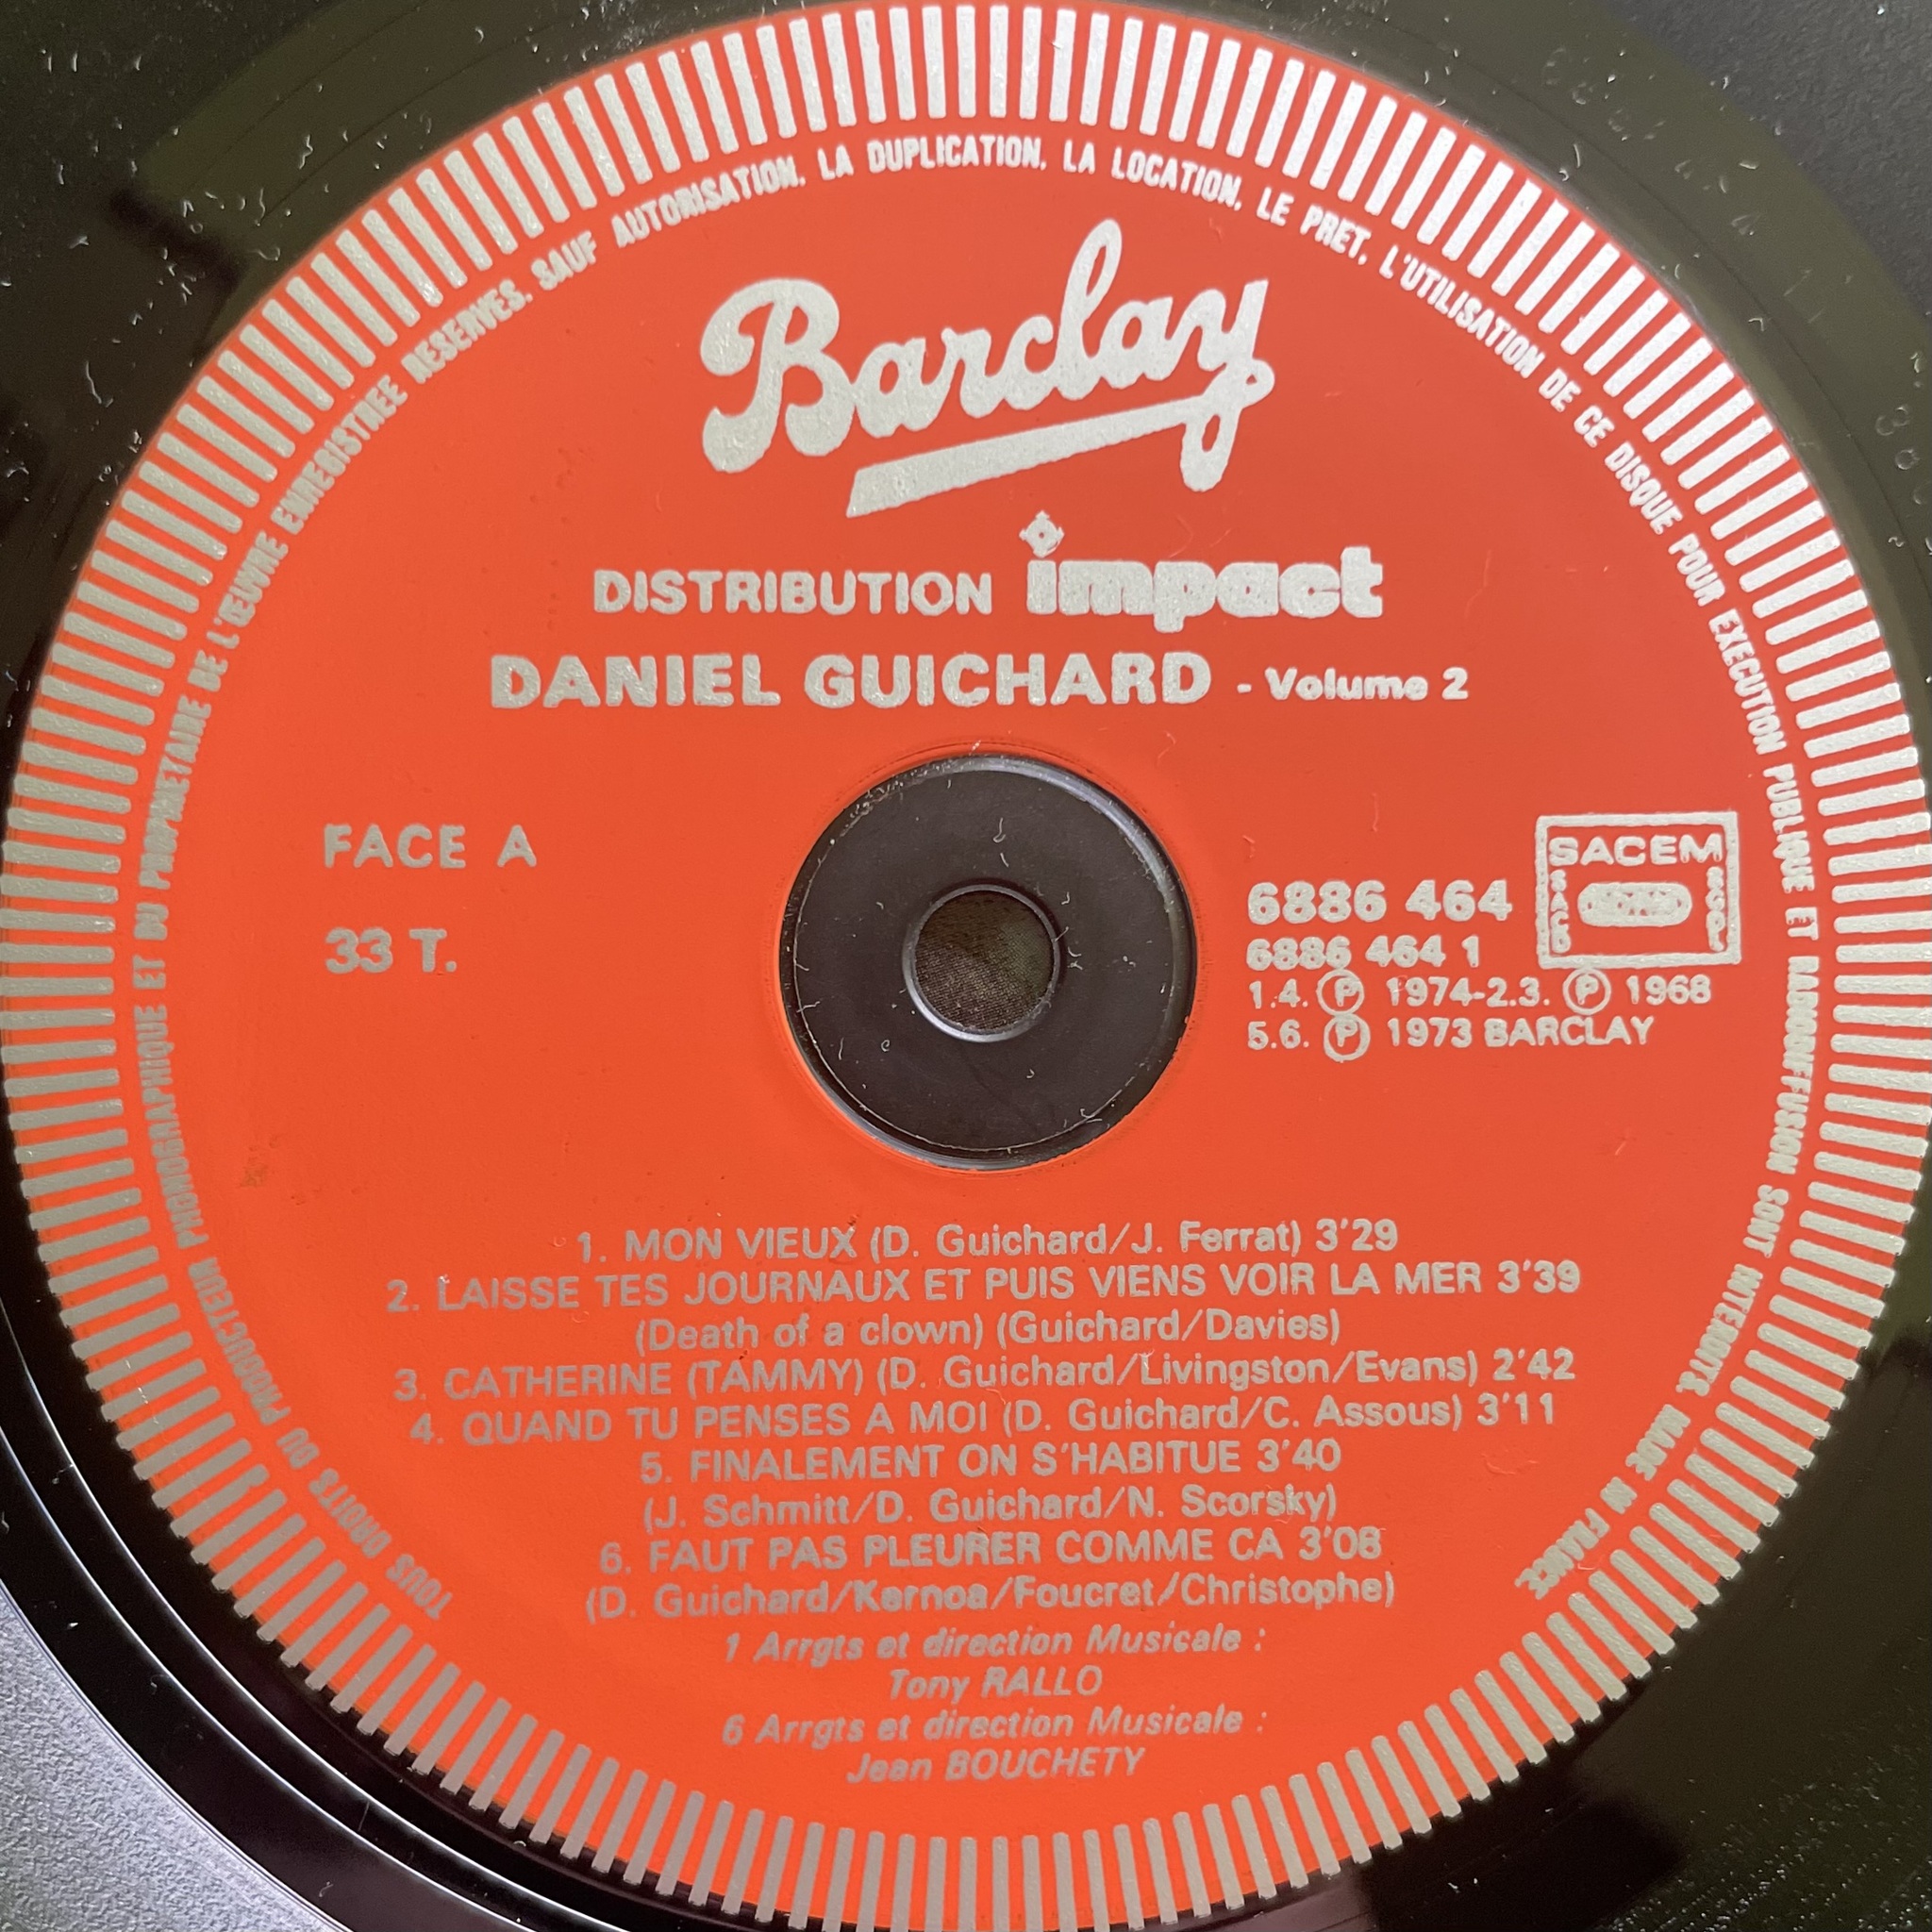 TOUS DROITS DU PRODUCTEUR PHONOGRAPHIQUE ET DU PROPRIETAIRE DE L'ŒUVRE ENREGISTREE RESERVES. SAUF AUTORISATION, LA DUPLICATION, LA LOCATION, LE PRET, L'UTILISATION DE CE DISQUE POUR EXECUTION PUBLIQUE ET RADIODIFFUSION SONT INTERDITS. MADE IN FRANCE.
Barclay
DISTRIBUTION impact
DANIEL GUICHARD - Volume 2
FACE A
33 T.
SACEM
SACD
6886 464
6886 464 1
1.4. Ⓟ 1974-2.3. Ⓟ 1968
5.6. Ⓟ 1973 BARCLAY
1. MON VIEUX (D. Guichard/J. Ferrat) 3'29
2. LAISSE TES JOURNAUX ET PUIS VIENS VOIR LA MER 3'39
(Death of a clown) (Guichard/Davies)
3. CATHERINE (TAMMY) (D. Guichard/Livingston/Evans) 2'42
4. QUAND TU PENSES A MOI (D. Guichard/C. Assous) 3'11
5. FINALEMENT ON S'HABITUE 3'40
(J. Schmitt/D. Guichard/N. Scorsky)
6. FAUT PAS PLEURER COMME CA 3'08
(D. Guichard/Kernoa/Foucret/Christophe)
1 Arrgts et direction Musicale :
Tony RALLO
6 Arrgts et direction Musicale :
Jean BOUCHETY